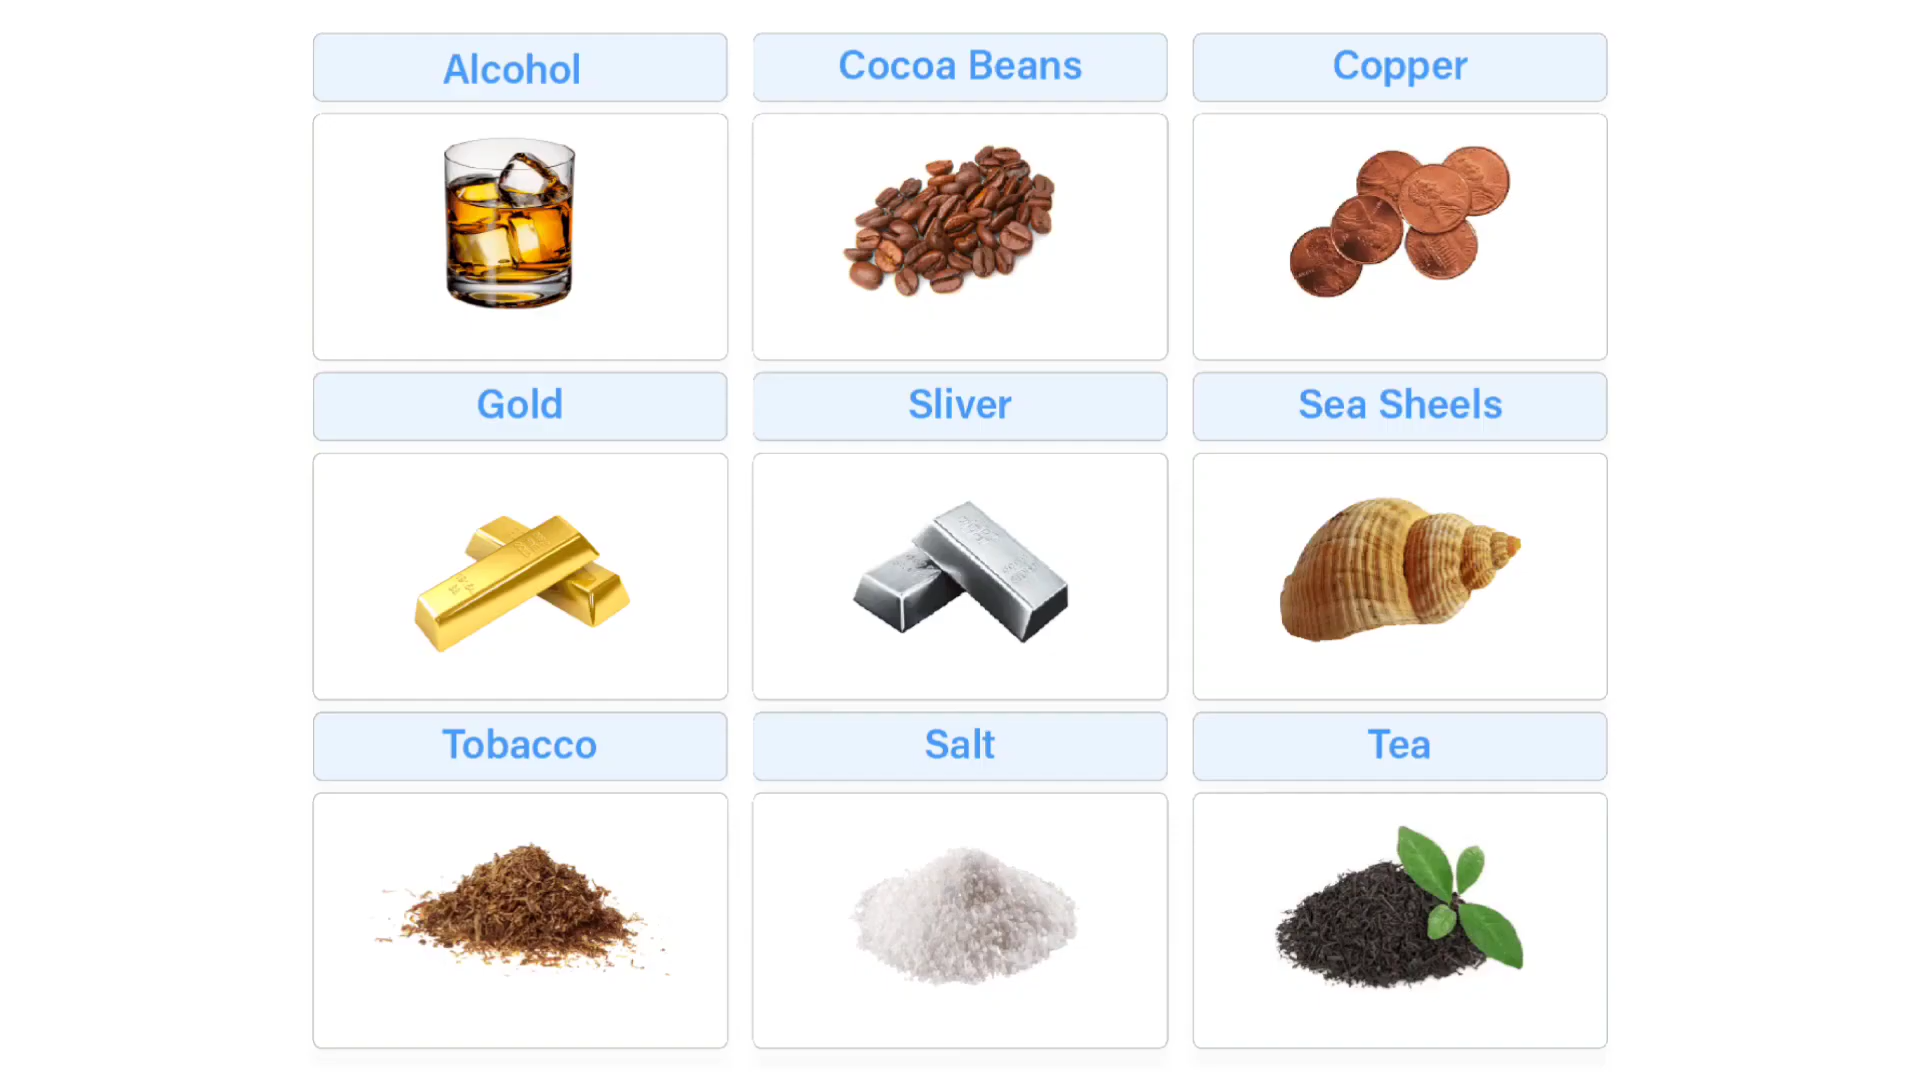 Alcohol
Cocoa Beans
Copper
Gold
Sliver
Sea Sheels
Tobacco
Salt
Tea